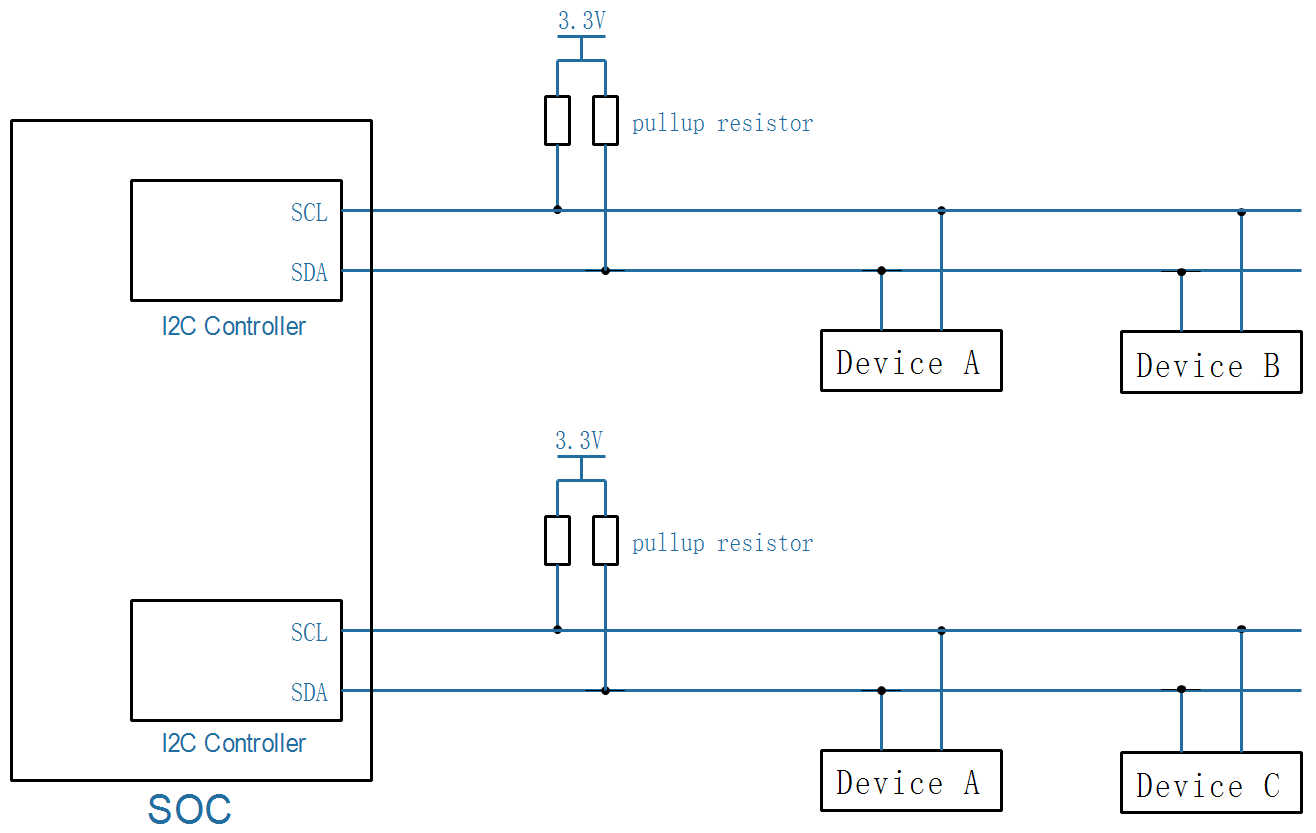 3.3V
pullup resistor
SCL
SDA
I2C Controller
Device A
Device B
3.3V
pullup resistor
SCL
SDA
I2C Controller
Device A
Device C
SOC